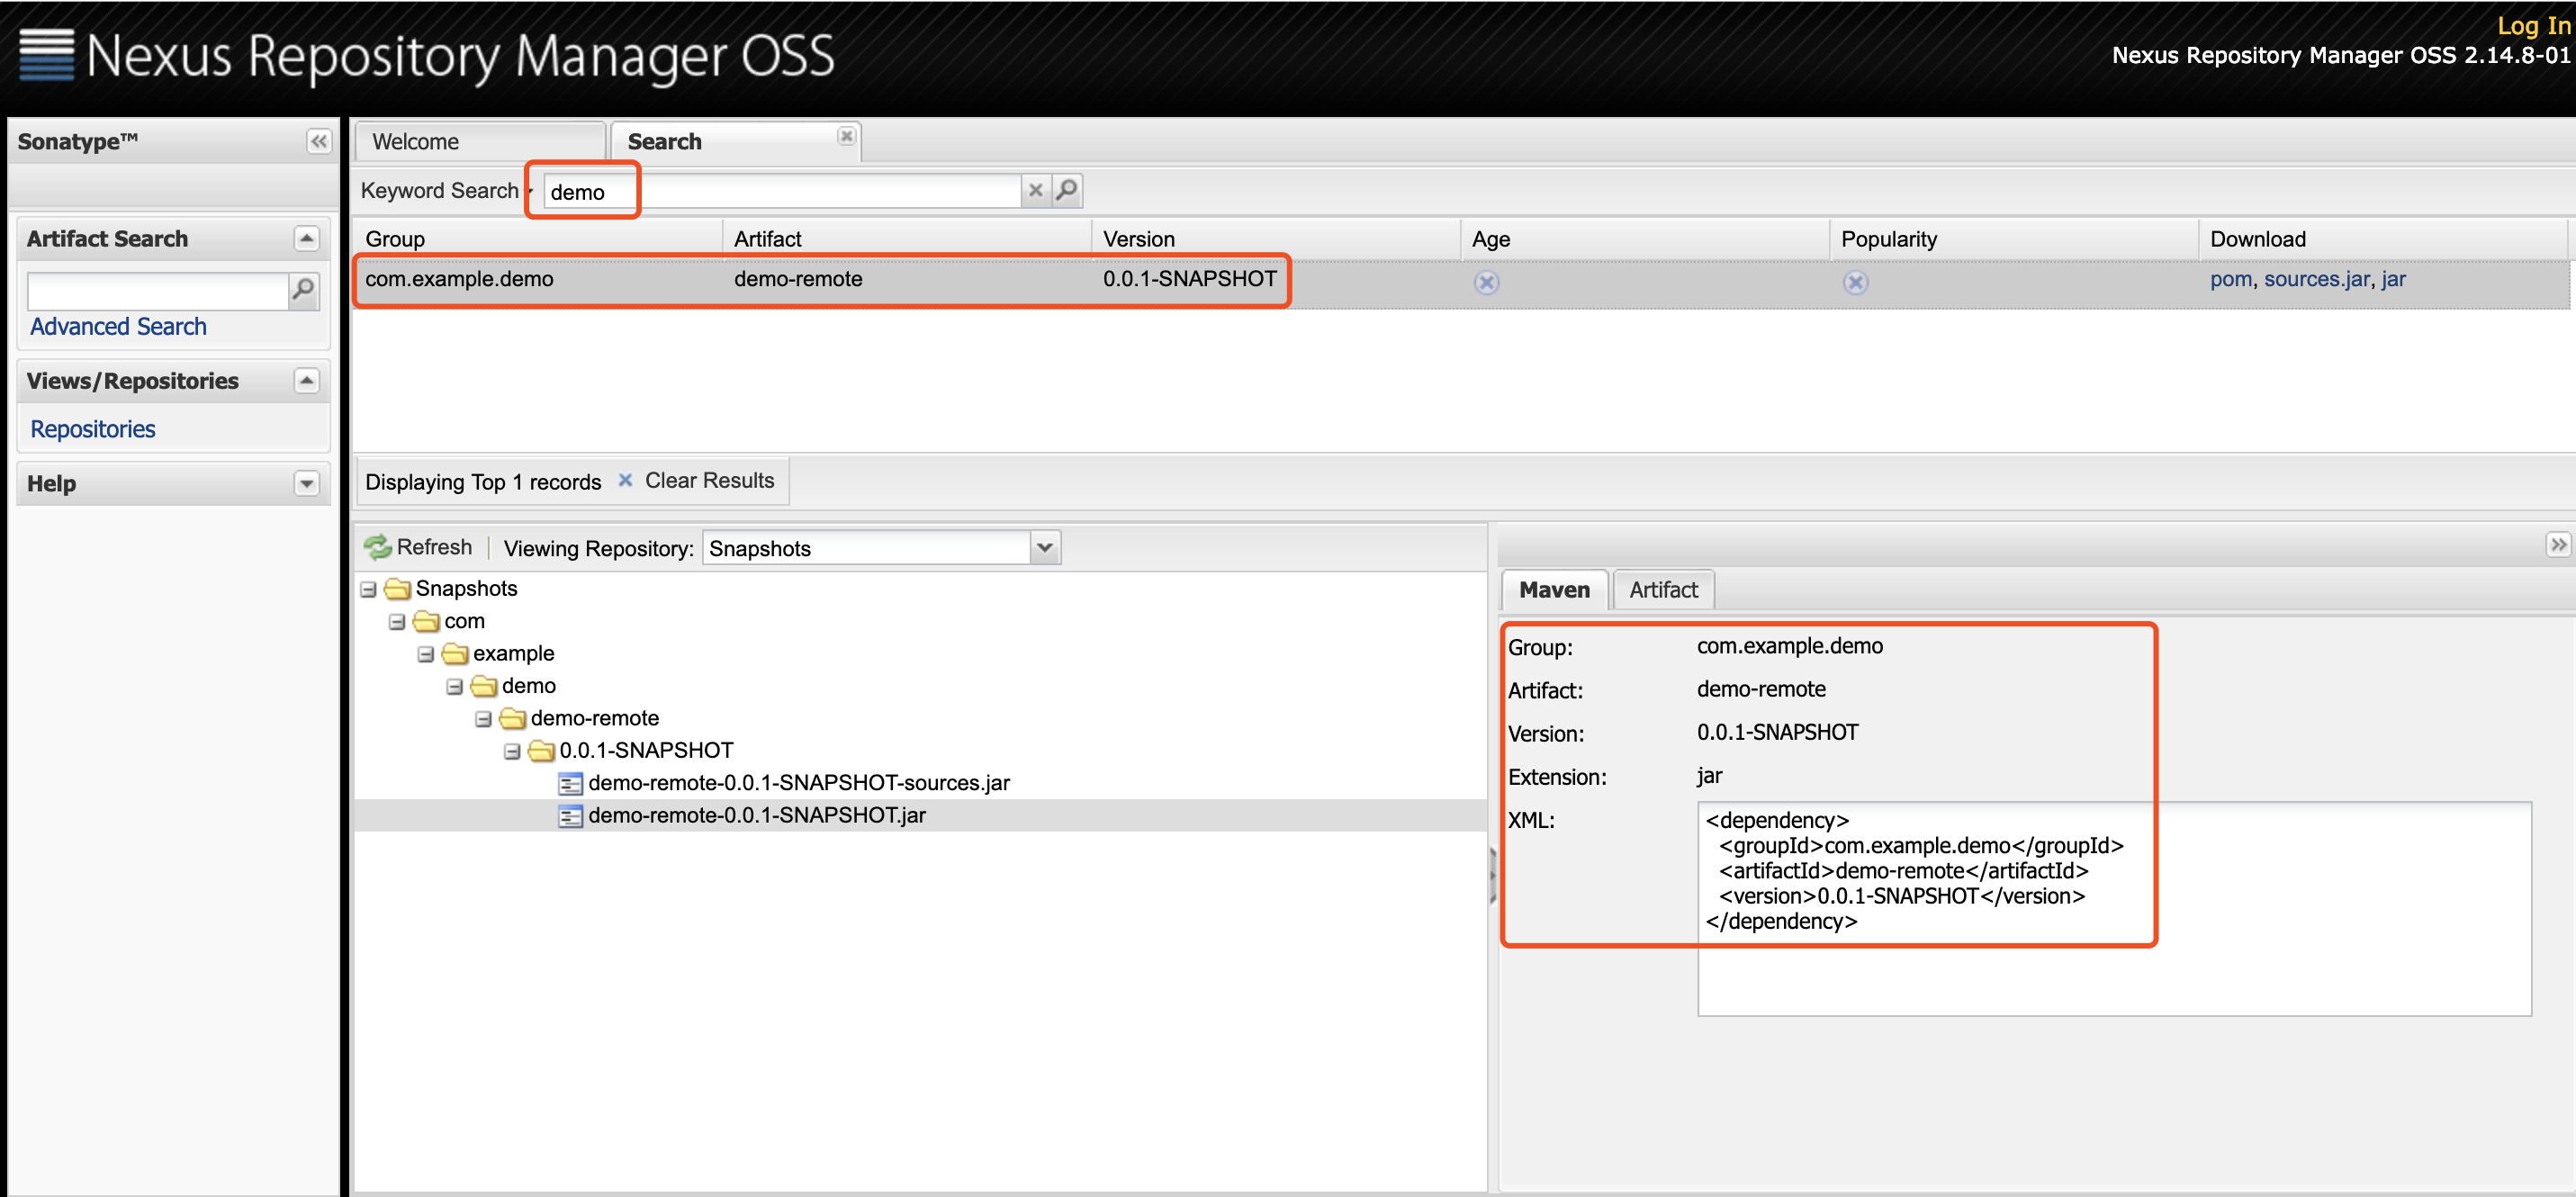 Nexus Repository Manager OSS
Log In
Nexus Repository Manager OSS 2.14.8-01
Sonatype™
Artifact Search
Advanced Search
Views/Repositories
Repositories
Help
Welcome
Search
Keyword Search
demo
Group Artifact Version Age Popularity Download
com.example.demo demo-remote 0.0.1-SNAPSHOT pom, sources.jar, jar
Displaying Top 1 records Clear Results
Refresh Viewing Repository: Snapshots
Snapshots
com
example
demo
demo-remote
0.0.1-SNAPSHOT
demo-remote-0.0.1-SNAPSHOT-sources.jar
demo-remote-0.0.1-SNAPSHOT.jar
Maven Artifact
Group: com.example.demo
Artifact: demo-remote
Version: 0.0.1-SNAPSHOT
Extension: jar
XML: <dependency>
<groupId>com.example.demo</groupId>
<artifactId>demo-remote</artifactId>
<version>0.0.1-SNAPSHOT</version>
</dependency>